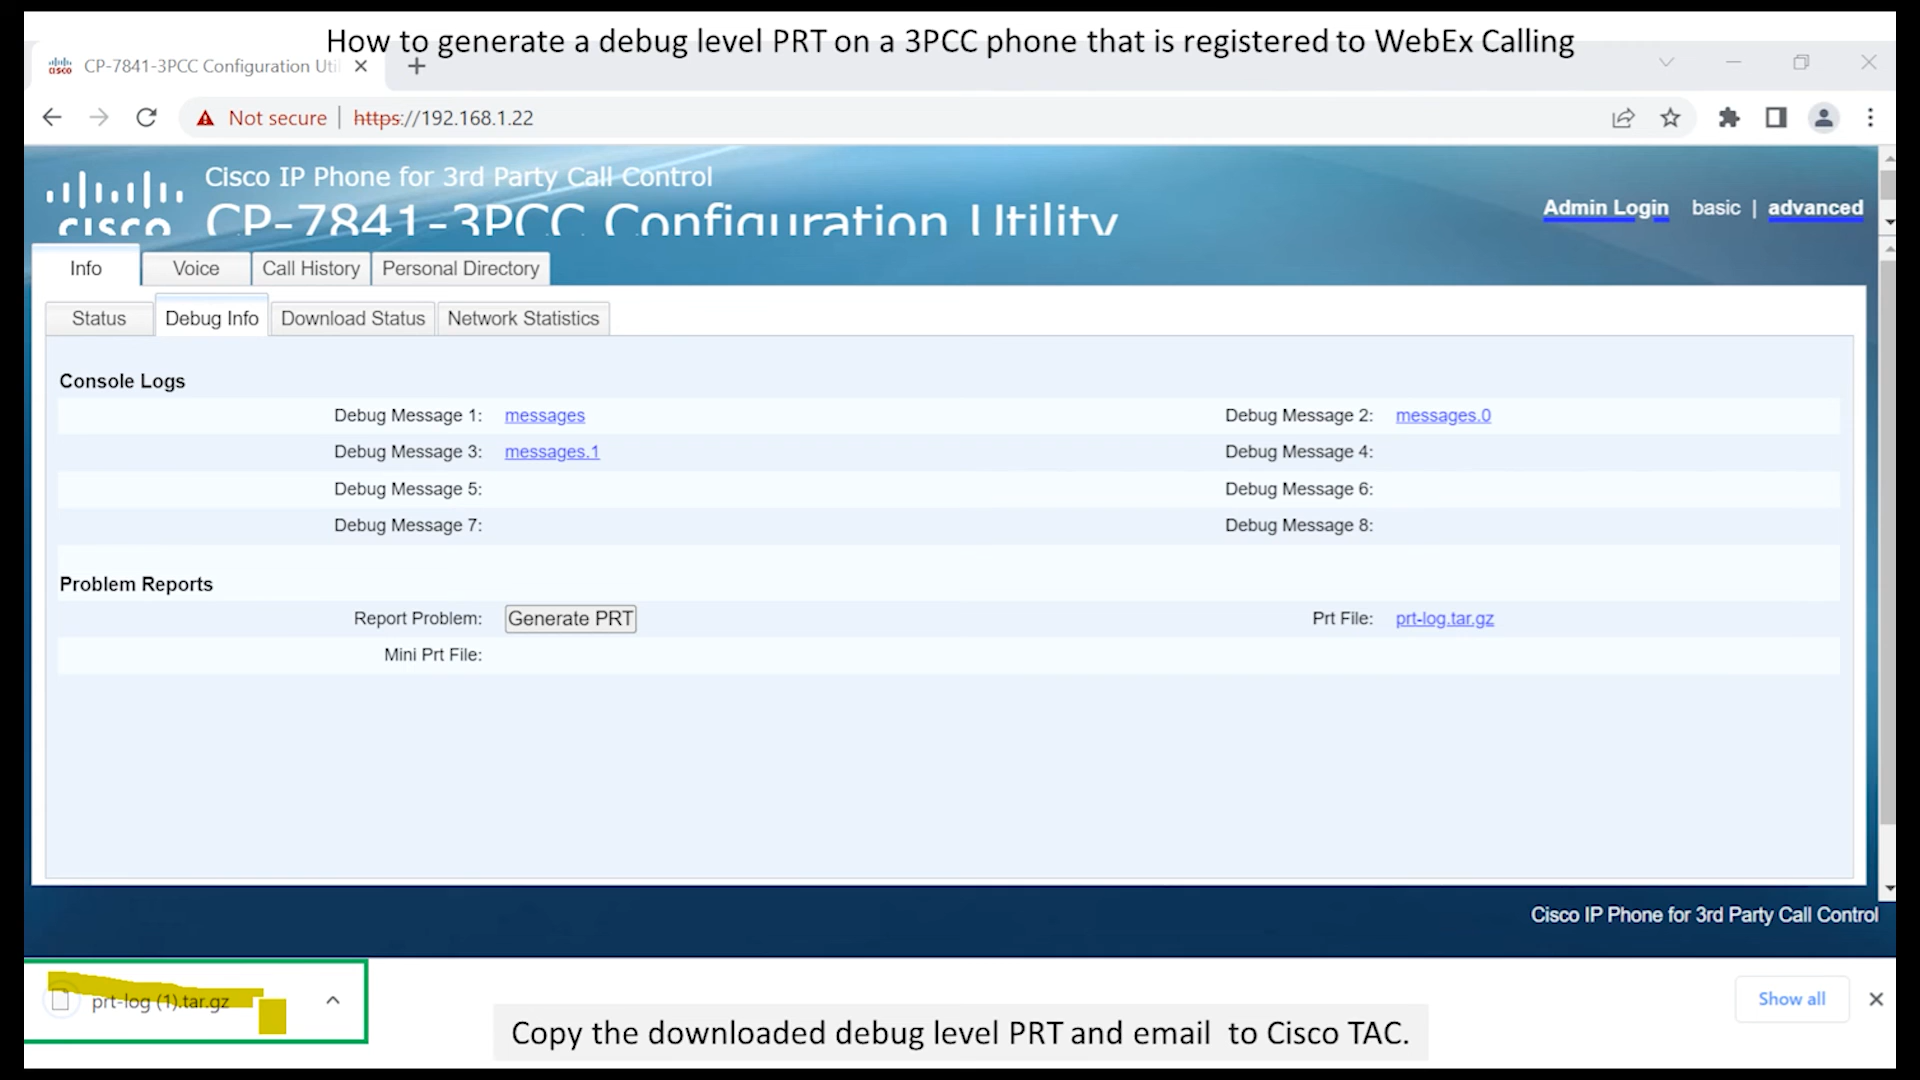 How to generate a debug level PRT on a 3PCC phone that is registered to WebEx Calling
CISCO CP-7841-3PCC Configuration Uti
Not secure | https://192.168.1.22
Cisco IP Phone for 3rd Party Call Control
CISCO CP-7841-3PCC Configuration Utility
Admin Login basic | advanced
Info Voice Call History Personal Directory
Status Debug Info Download Status Network Statistics
Console Logs
Debug Message 1: messages Debug Message 2: messages.0
Debug Message 3: messages.1 Debug Message 4:
Debug Message 5: Debug Message 6:
Debug Message 7: Debug Message 8:
Problem Reports
Report Problem: Generate PRT Prt File: prt-log.tar.gz
Mini Prt File:
Cisco IP Phone for 3rd Party Call Control
prt-log (1).tar.gz
Show all
Copy the downloaded debug level PRT and email to Cisco TAC.